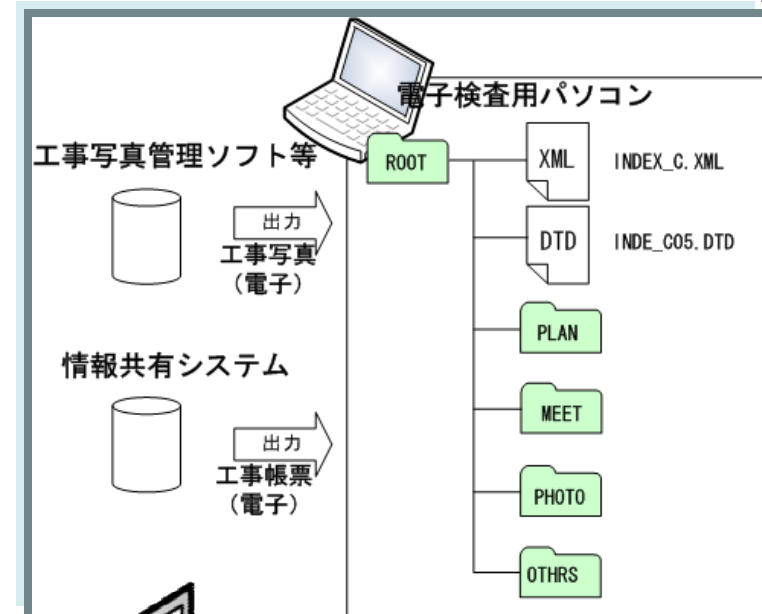 電子検査用パソコン
工事写真管理ソフト等
ROOT
XML
INDEX_C.XML
出力
工事写真
(電子)
DTD
INDE_C05.DTD
PLAN
情報共有システム
MEET
出力
工事帳票
(電子)
PHOTO
OTHRS